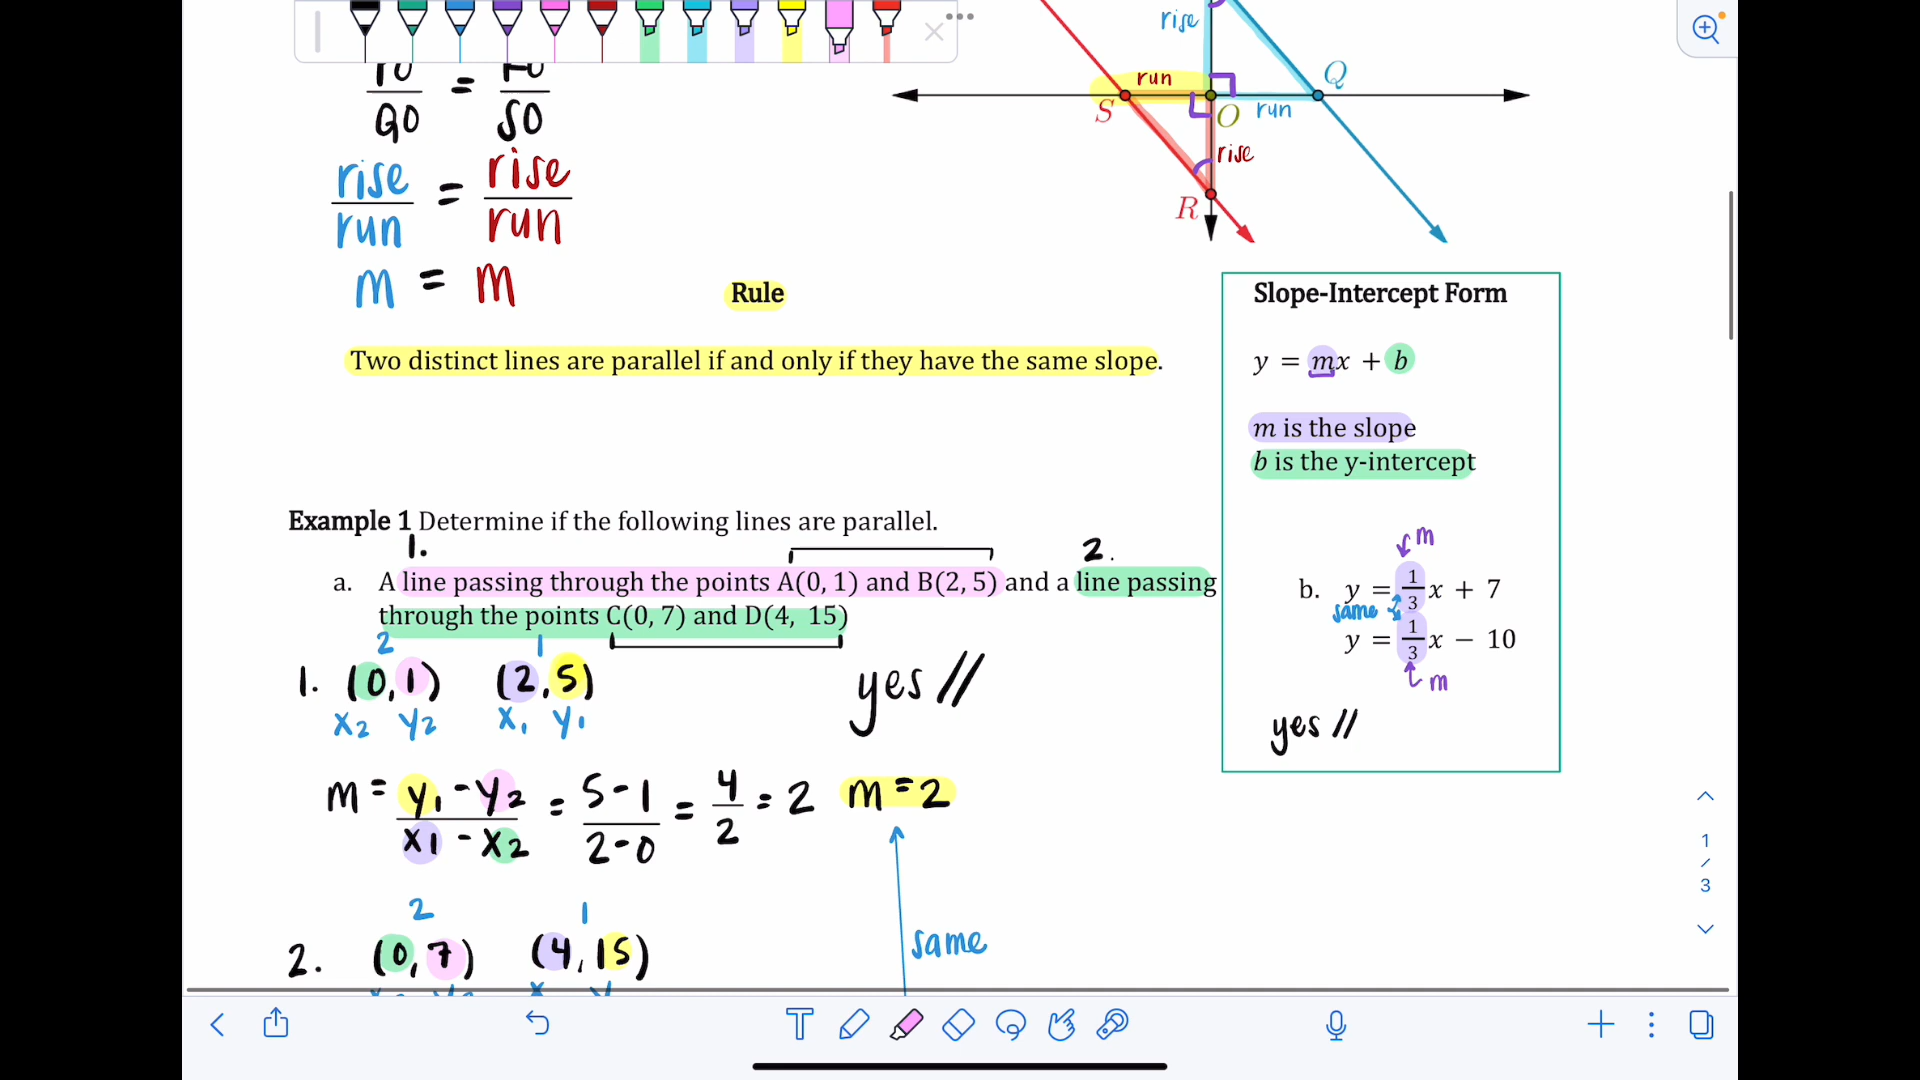 rise
run
Q
S
O
run
rise
R
QO = SO
rise = rise
run run
m = m
Rule
Two distinct lines are parallel if and only if they have the same slope.
Slope-Intercept Form
y = mx + b
m is the slope
b is the y-intercept
m
b. y = 1/3 x + 7
same
y = 1/3 x − 10
m
yes //
Example 1 Determine if the following lines are parallel.
1.
2.
a. A line passing through the points A(0, 1) and B(2, 5) and a line passing
through the points C(0, 7) and D(4, 15)
2 1
1. (0,1) (2,5) yes //
x2 y2 x1 y1
m = y1 - y2 / x1 - x2 = 5-1 / 2-0 = 4/2 = 2 m = 2
2 1
2. (0,7) (4,15) same
1
/
3
T